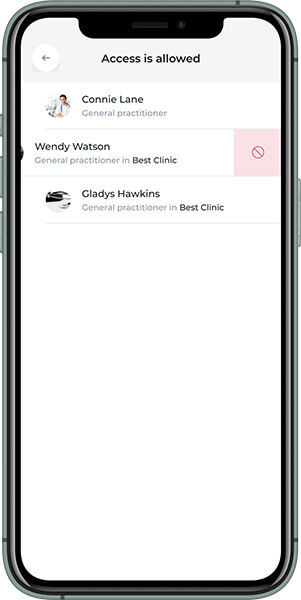 Access is allowed
Connie Lane
General practitioner
Wendy Watson
General practitioner in Best Clinic
Gladys Hawkins
General practitioner in Best Clinic